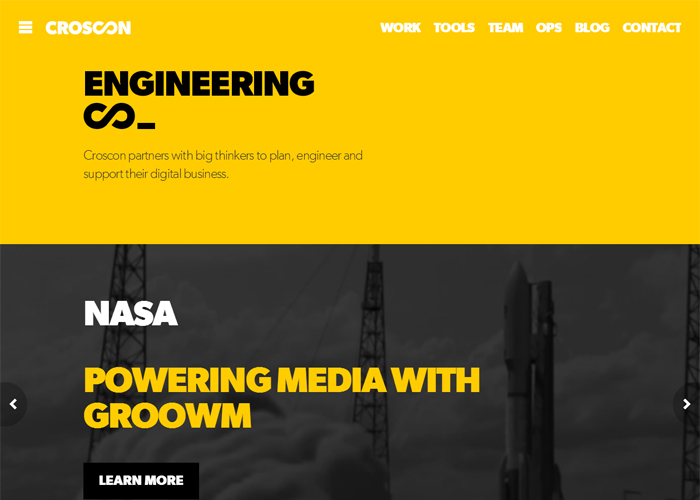 CROSCON
WORK TOOLS TEAM OPS BLOG CONTACT
ENGINEERING
Croscon partners with big thinkers to plan, engineer and
support their digital business.
NASA
POWERING MEDIA WITH
GROOWM
LEARN MORE